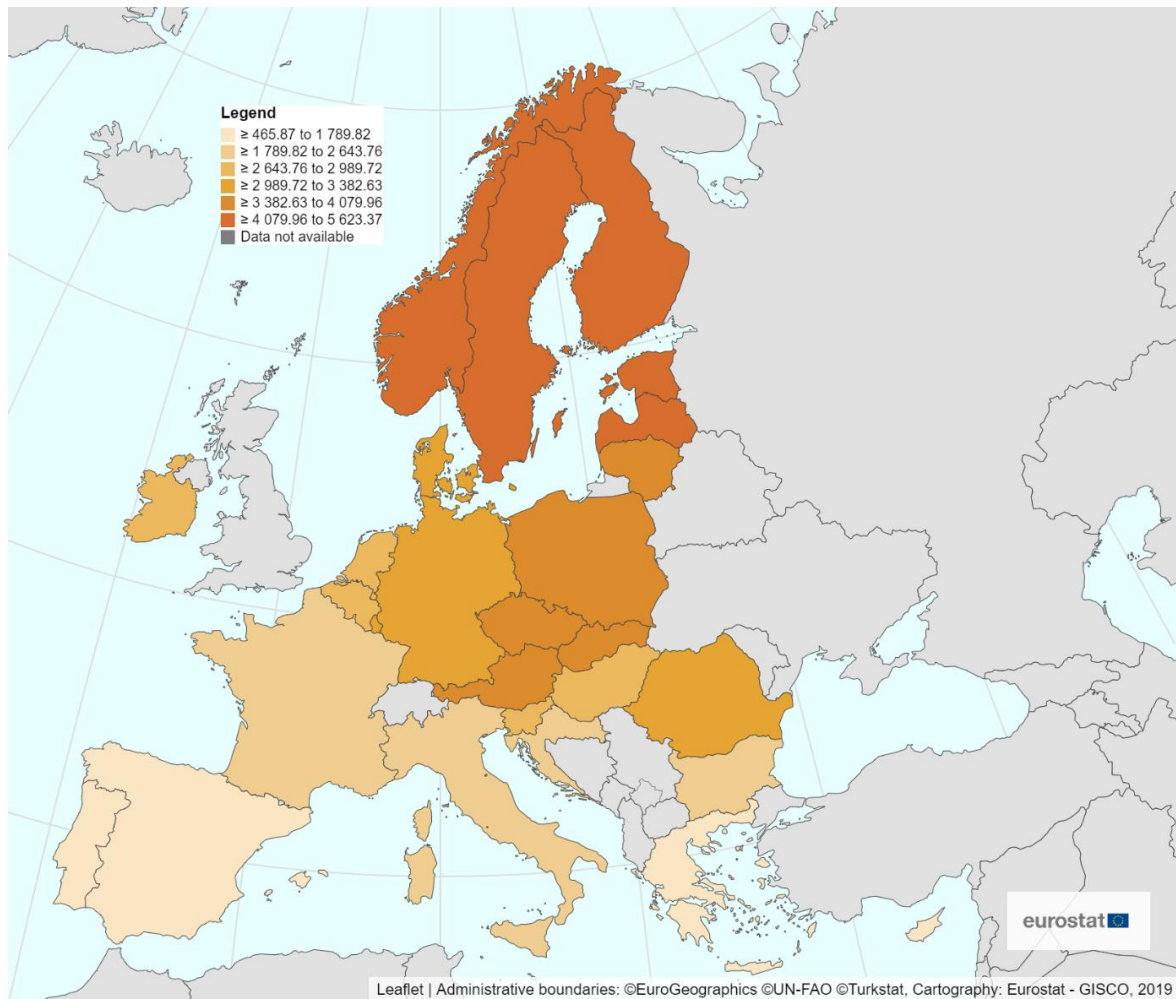 Legend
≥ 465.87 to 1 789.82
≥ 1 789.82 to 2 643.76
≥ 2 643.76 to 2 989.72
≥ 2 989.72 to 3 382.63
≥ 3 382.63 to 4 079.96
≥ 4 079.96 to 5 623.37
Data not available
eurostat
Leaflet | Administrative boundaries: ©EuroGeographics ©UN-FAO ©Turkstat, Cartography: Eurostat - GISCO, 2019